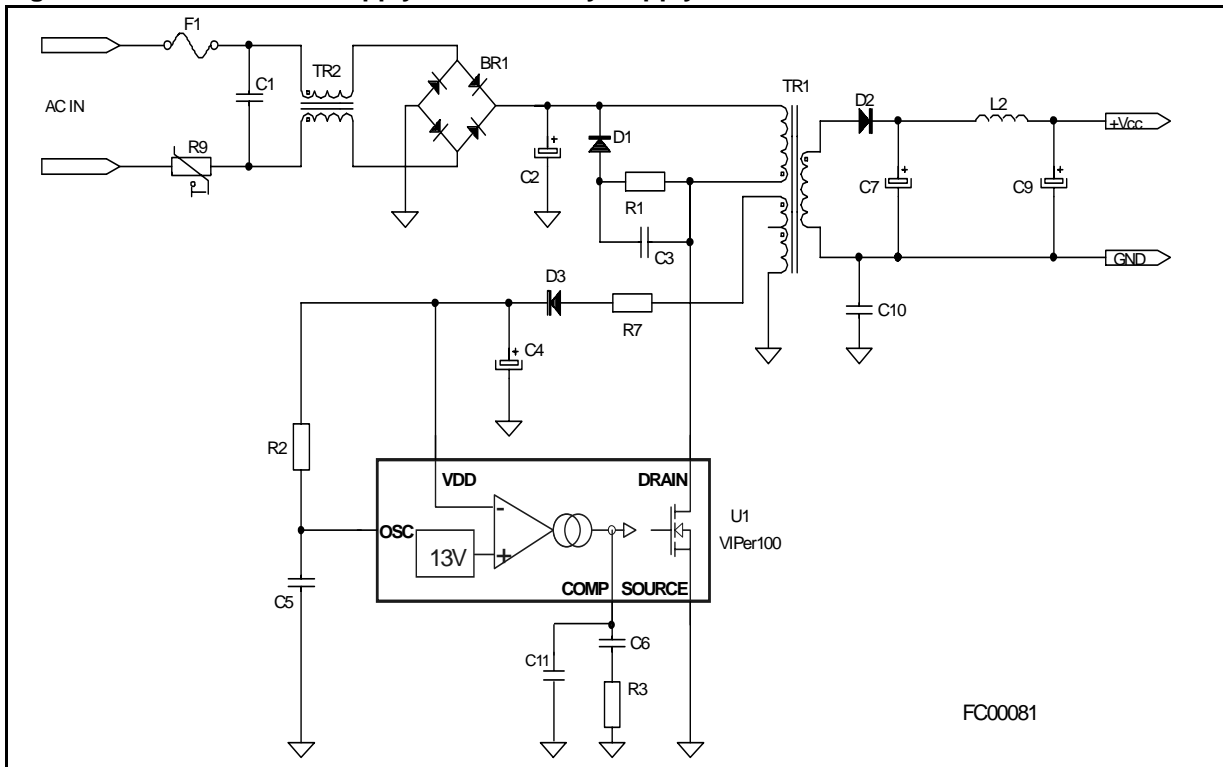 F1
BR1
TR2
TR1
C1
D2
L2
AC IN
+Vcc
D1
R9
C2
C7
C9
T°
R1
C3
GND
D3
C10
R7
C4
R2
VDD
DRAIN
U1
OSC
-
VIPer100
13V
+
COMP SOURCE
C5
C6
C11
R3
FC00081